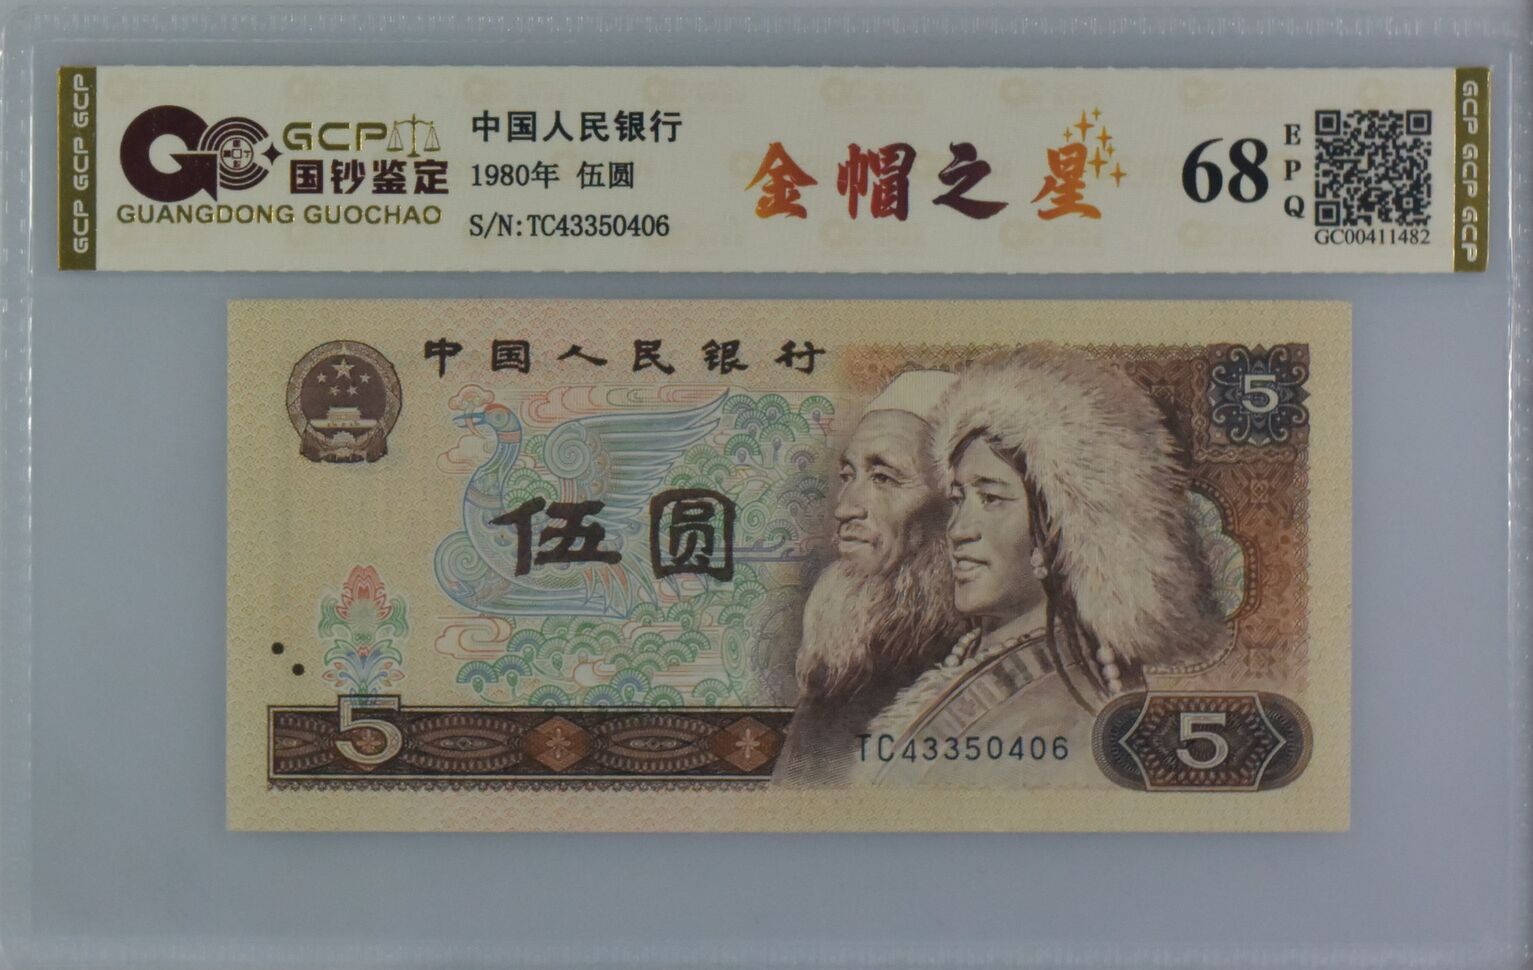 GCP GCP GCP
GCP
国钞鉴定
GUANGDONG GUOCHAO
中国人民银行
1980年 伍圆
S/N:TC43350406
金帽之星
68
EPQ
GC00411482
GCP GCP GCP
中国人民银行
5
伍圆
5
TC43350406
5